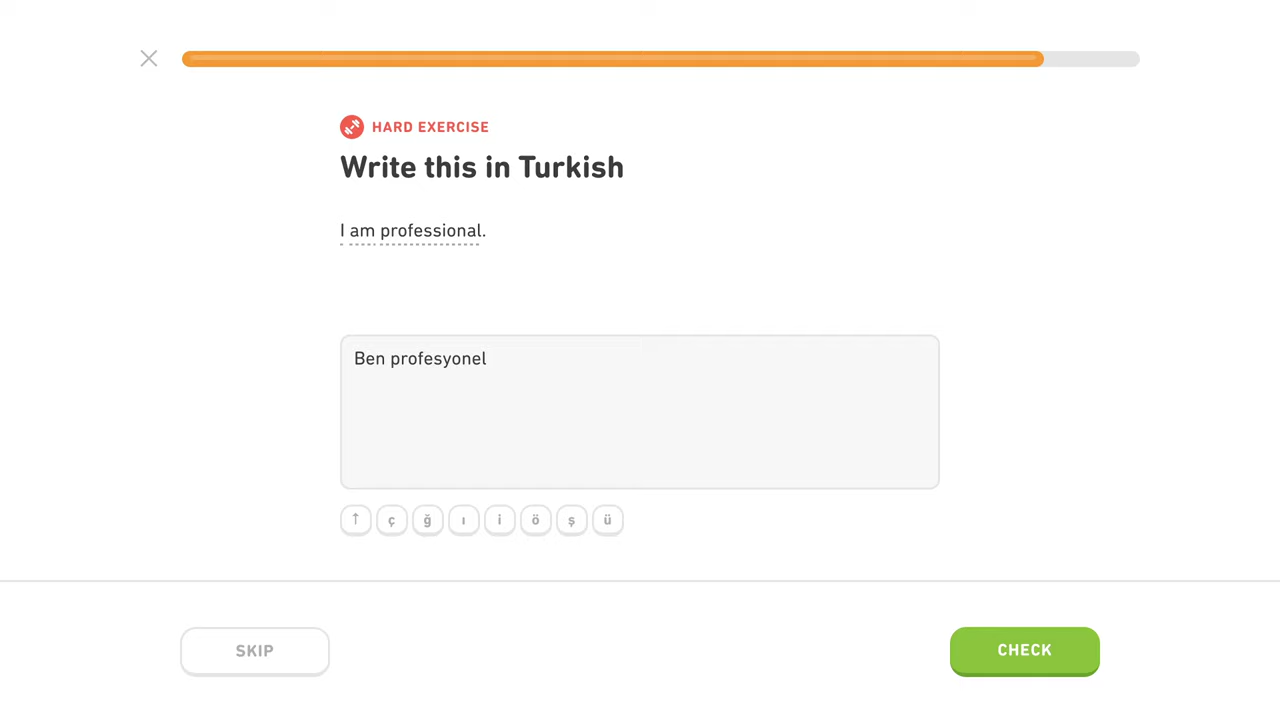 HARD EXERCISE
Write this in Turkish
I am professional.
Ben profesyonel
↑ ç ğ ı i ö ş ü
SKIP
CHECK